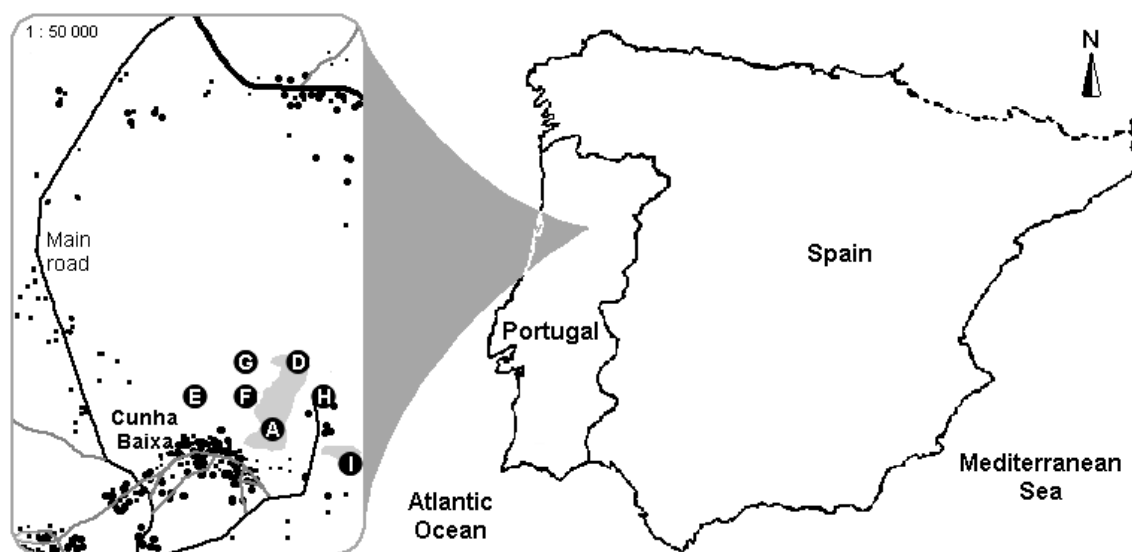 1 : 50 000
N
Main
road
Spain
Portugal
G
D
E
F
H
Cunha
Baixa
A
I
Mediterranean
Sea
Atlantic
Ocean